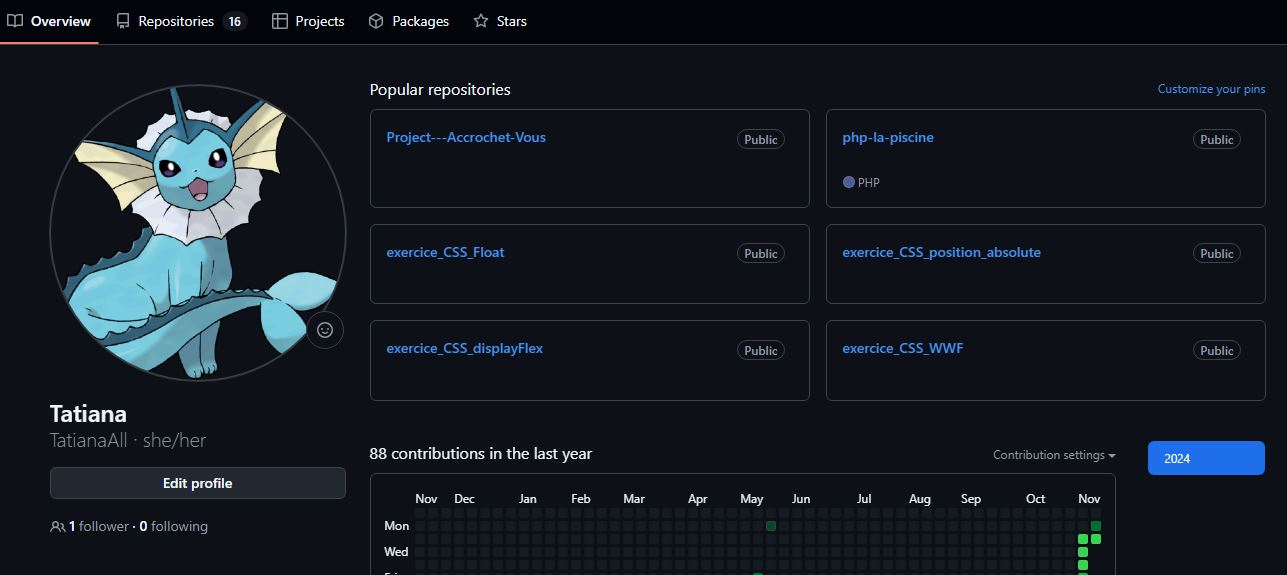 Overview Repositories 16 Projects Packages Stars
Popular repositories Customize your pins
Project---Accrochet-Vous Public
php-la-piscine Public
PHP
exercice_CSS_Float Public
exercice_CSS_position_absolute Public
exercice_CSS_displayFlex Public
exercice_CSS_WWF Public
Tatiana
TatianaAll · she/her
Edit profile
1 follower · 0 following
88 contributions in the last year Contribution settings
2024
Nov Dec Jan Feb Mar Apr May Jun Jul Aug Sep Oct Nov
Mon
Wed